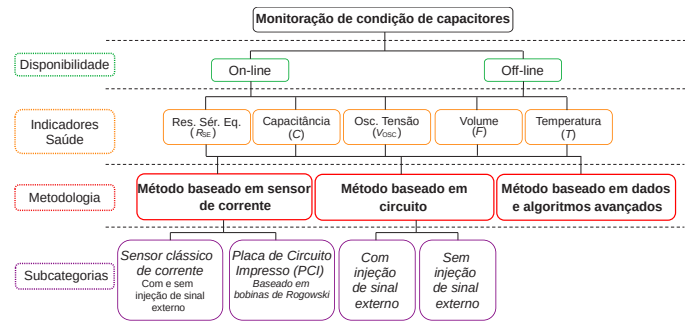 Monitoração de condição de capacitores
Disponibilidade
On-line
Off-line
Indicadores
Saúde
Res. Sér. Eq.
(RSE)
Capacitância
(C)
Osc. Tensão
(VOSC)
Volume
(F)
Temperatura
(T)
Metodologia
Método baseado em sensor
de corrente
Método baseado em
circuito
Método baseado em dados
e algoritmos avançados
Subcategorias
Sensor clássico
de corrente
Com e sem
injeção de sinal
externo
Placa de Circuito
Impresso (PCI)
Baseado em
bobinas de Rogowski
Com
injeção
de sinal
externo
Sem
injeção
de sinal
externo